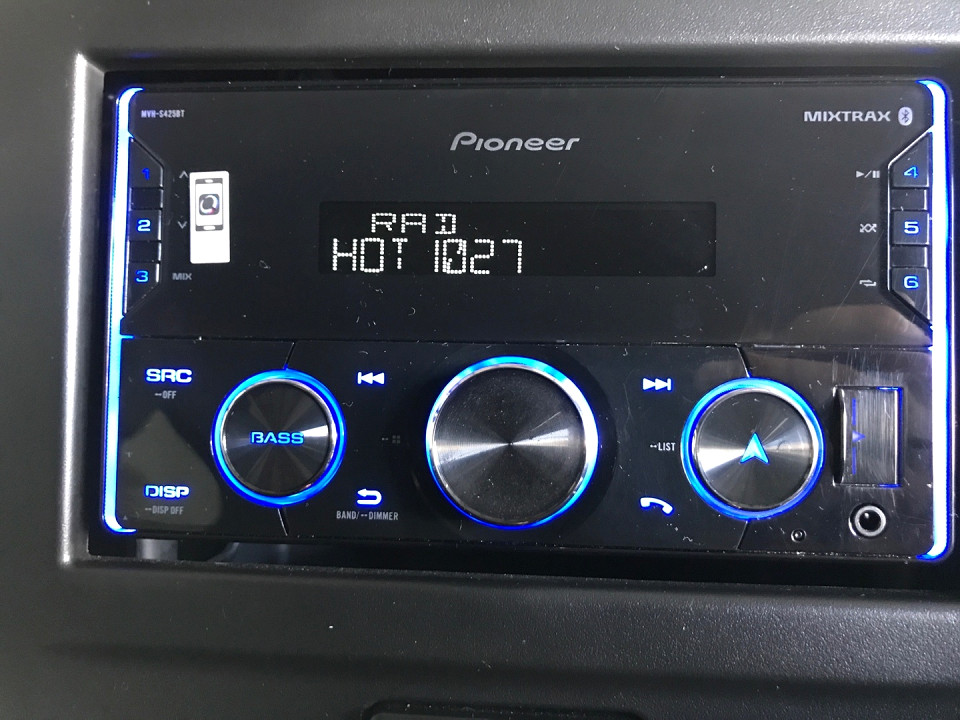 MVH-S425BT
MIXTRAX
Pioneer
1
2
3
MIX
RAD
HOT 1027
4
5
6
SRC
OFF
BASS
LIST
DISP
DISP OFF
BAND/ DIMMER